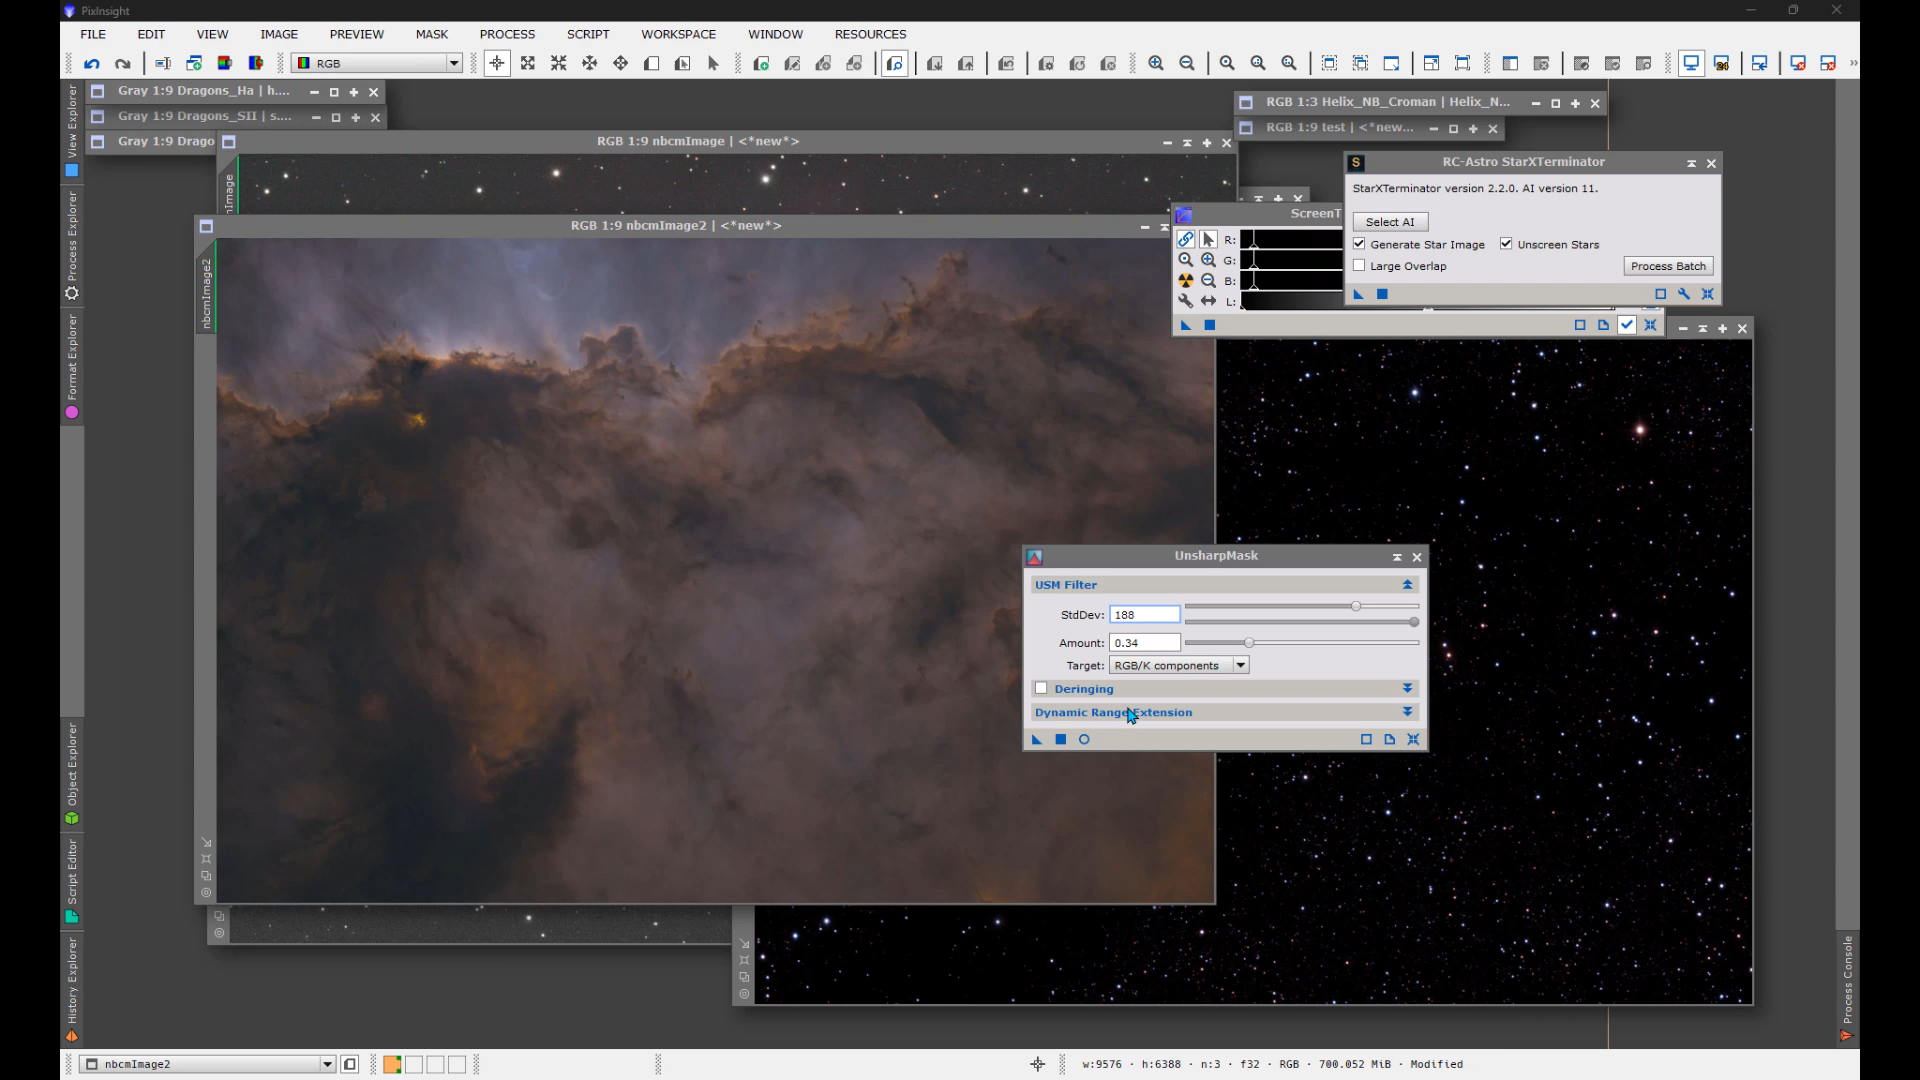 PixInsight
FILE EDIT VIEW IMAGE PREVIEW MASK PROCESS SCRIPT WORKSPACE WINDOW RESOURCES
RGB
Gray 1:9 Dragons_Ha | h....
Gray 1:9 Dragons_SII | s....
Gray 1:9 Drago
RGB 1:9 nbcmImage | <*new*>
RGB 1:9 nbcmImage2 | <*new*>
nbcmImage2
RGB 1:3 Helix_NB_Croman | Helix_N...
RGB 1:9 test | <*new...
RC-Astro StarXTerminator
StarXTerminator version 2.2.0. AI version 11.
Select AI
Generate Star Image
Unscreen Stars
Large Overlap
Process Batch
ScreenT
R:
G:
B:
L:
UnsharpMask
USM Filter
StdDev: 188
Amount: 0.34
Target: RGB/K components
Deringing
Dynamic Range Extension
View Explorer
Process Explorer
Format Explorer
Object Explorer
Script Editor
History Explorer
Process Console
nbcmImage2
w:9576 · h:6388 · n:3 · f32 · RGB · 700.052 MiB · Modified